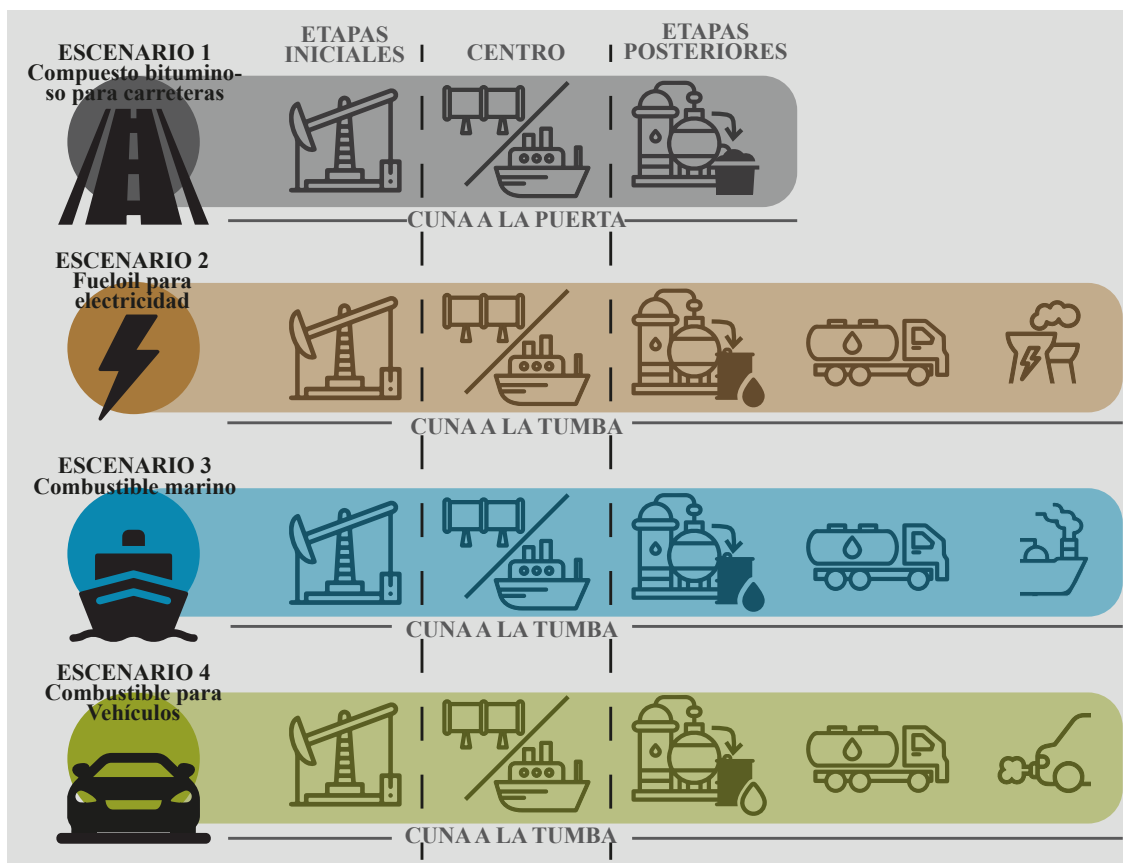 ETAPAS
INICIALES
CENTRO
ETAPAS
POSTERIORES
ESCENARIO 1
Compuesto bitumino-
so para carreteras
CUNA A LA PUERTA
ESCENARIO 2
Fueloil para
electricidad
CUNA A LA TUMBA
ESCENARIO 3
Combustible marino
CUNA A LA TUMBA
ESCENARIO 4
Combustible para
Vehículos
CUNA A LA TUMBA